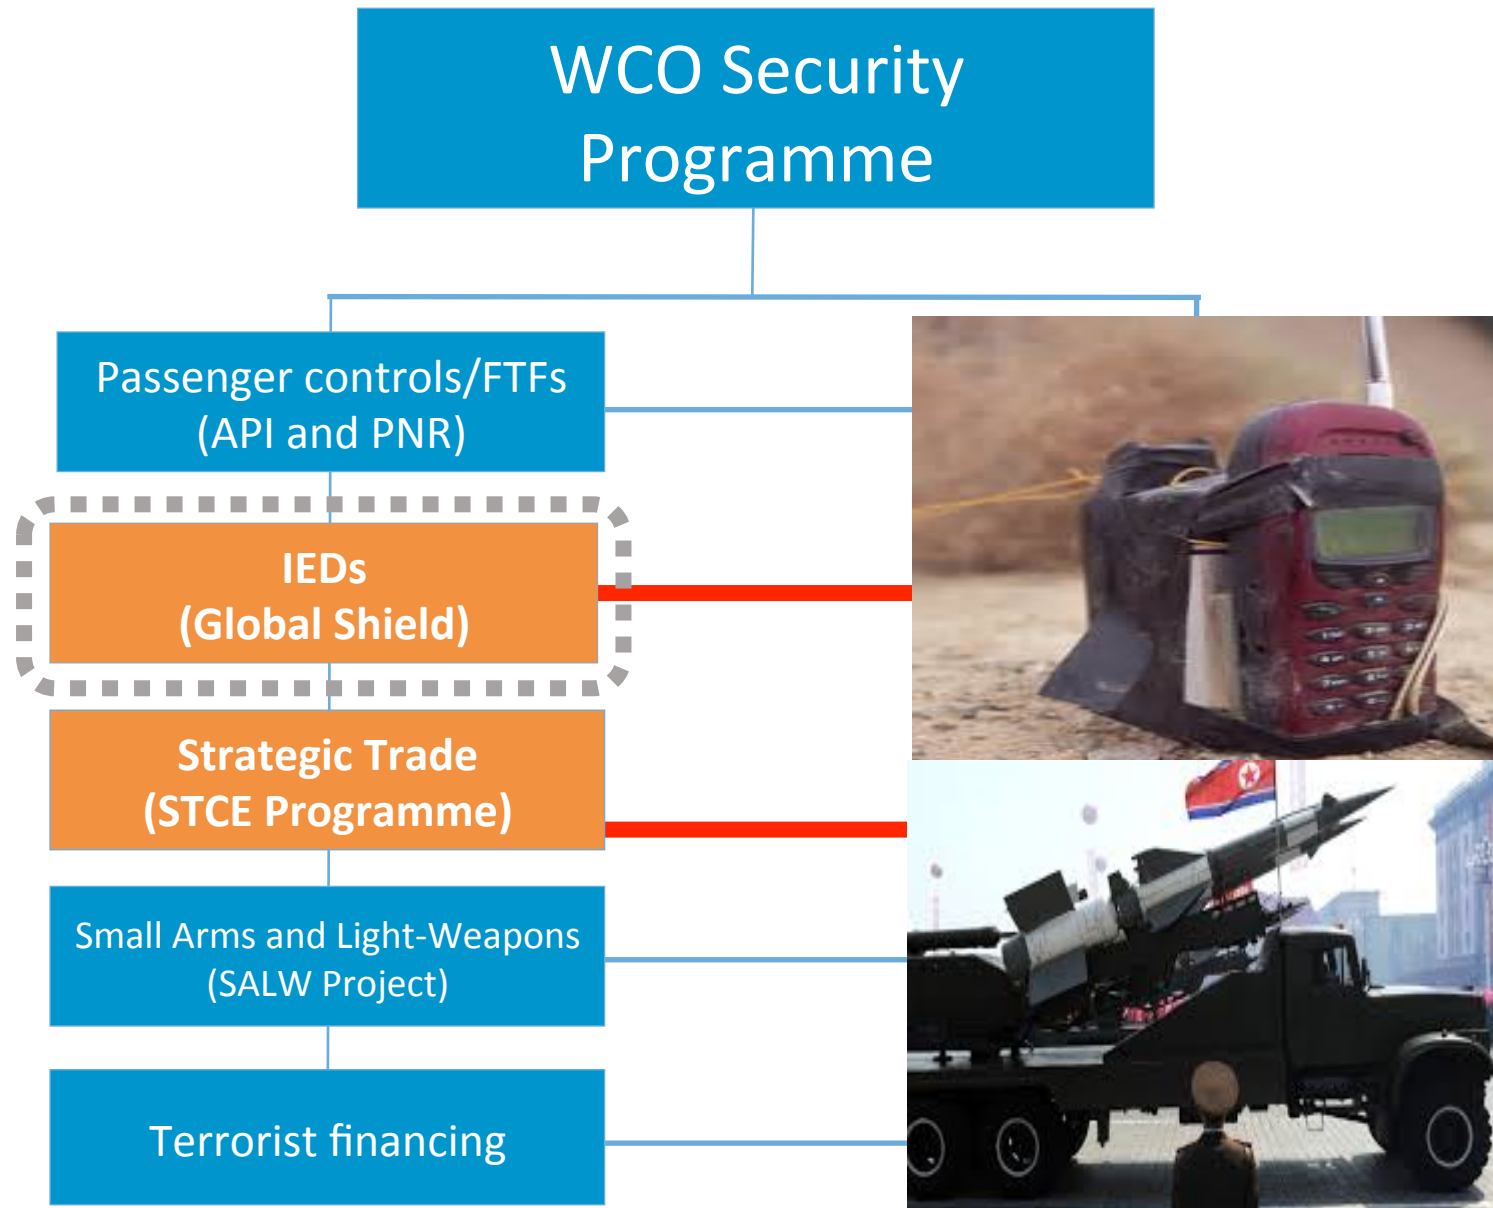 WCO Security
Programme
Passenger controls/FTFs
(API and PNR)
IEDs
(Global Shield)
Strategic Trade
(STCE Programme)
Small Arms and Light-Weapons
(SALW Project)
Terrorist financing